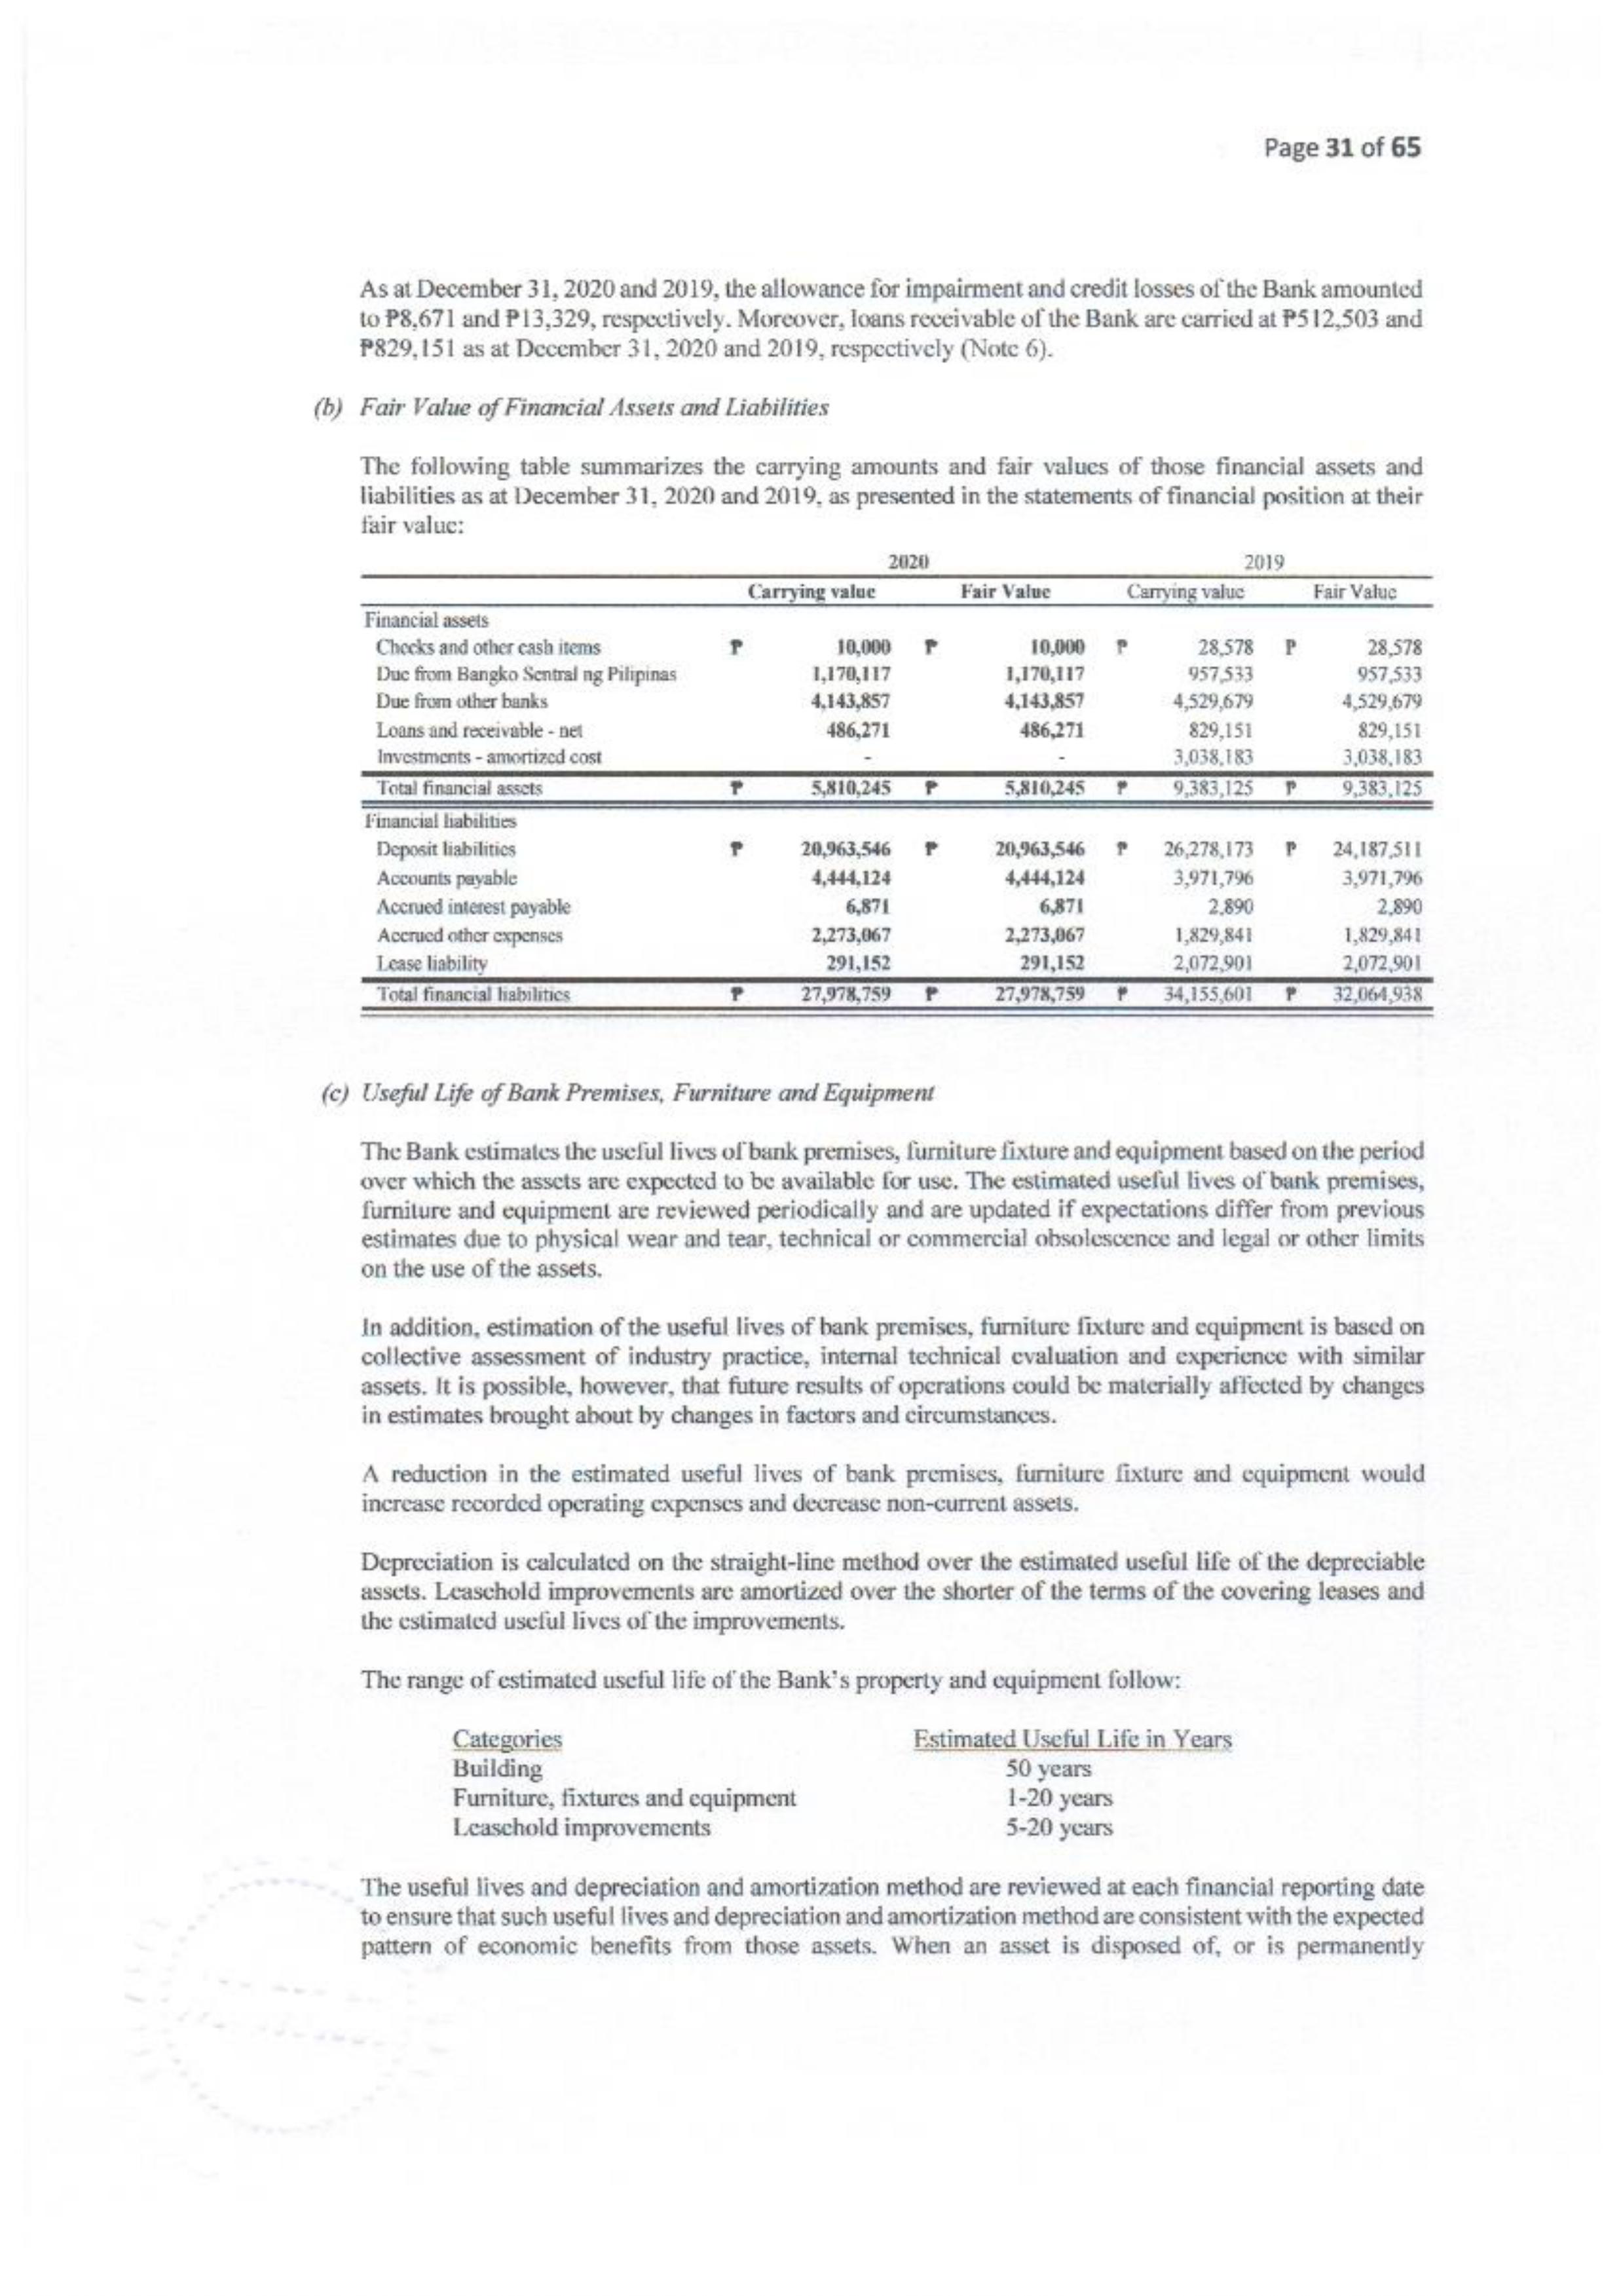 Page 31 of 65
As at December 31, 2020 and 2019, the allowance for impairment and credit losses of the Bank amounted
to ₱8,671 and ₱13,329, respectively. Moreover, loans receivable of the Bank are carried at ₱512,503 and
₱829,151 as at December 31, 2020 and 2019, respectively (Note 6).
(b) Fair Value of Financial Assets and Liabilities
The following table summarizes the carrying amounts and fair values of those financial assets and
liabilities as at December 31, 2020 and 2019, as presented in the statements of financial position at their
fair value:
2020 2019
Carrying value Fair Value Carrying value Fair Value
Financial assets
Checks and other cash items ₱ 10,000 ₱ 10,000 ₱ 28,578 ₱ 28,578
Due from Bangko Sentral ng Pilipinas 1,170,117 1,170,117 957,533 957,533
Due from other banks 4,143,857 4,143,857 4,529,679 4,529,679
Loans and receivable - net 486,271 486,271 829,151 829,151
Investments - amortized cost - - 3,038,183 3,038,183
Total financial assets ₱ 5,810,245 ₱ 5,810,245 ₱ 9,383,125 ₱ 9,383,125
Financial liabilities
Deposit liabilities ₱ 20,963,546 ₱ 20,963,546 ₱ 26,278,173 ₱ 24,187,511
Accounts payable 4,444,124 4,444,124 3,971,796 3,971,796
Accrued interest payable 6,871 6,871 2,890 2,890
Accrued other expenses 2,273,067 2,273,067 1,829,841 1,829,841
Lease liability 291,152 291,152 2,072,901 2,072,901
Total financial liabilities ₱ 27,978,759 ₱ 27,978,759 ₱ 34,155,601 ₱ 32,064,938
(c) Useful Life of Bank Premises, Furniture and Equipment
The Bank estimates the useful lives of bank premises, furniture fixture and equipment based on the period
over which the assets are expected to be available for use. The estimated useful lives of bank premises,
furniture and equipment are reviewed periodically and are updated if expectations differ from previous
estimates due to physical wear and tear, technical or commercial obsolescence and legal or other limits
on the use of the assets.
In addition, estimation of the useful lives of bank premises, furniture fixture and equipment is based on
collective assessment of industry practice, internal technical evaluation and experience with similar
assets. It is possible, however, that future results of operations could be materially affected by changes
in estimates brought about by changes in factors and circumstances.
A reduction in the estimated useful lives of bank premises, furniture fixture and equipment would
increase recorded operating expenses and decrease non-current assets.
Depreciation is calculated on the straight-line method over the estimated useful life of the depreciable
assets. Leasehold improvements are amortized over the shorter of the terms of the covering leases and
the estimated useful lives of the improvements.
The range of estimated useful life of the Bank's property and equipment follow:
Categories Estimated Useful Life in Years
Building 50 years
Furniture, fixtures and equipment 1-20 years
Leasehold improvements 5-20 years
The useful lives and depreciation and amortization method are reviewed at each financial reporting date
to ensure that such useful lives and depreciation and amortization method are consistent with the expected
pattern of economic benefits from those assets. When an asset is disposed of, or is permanently